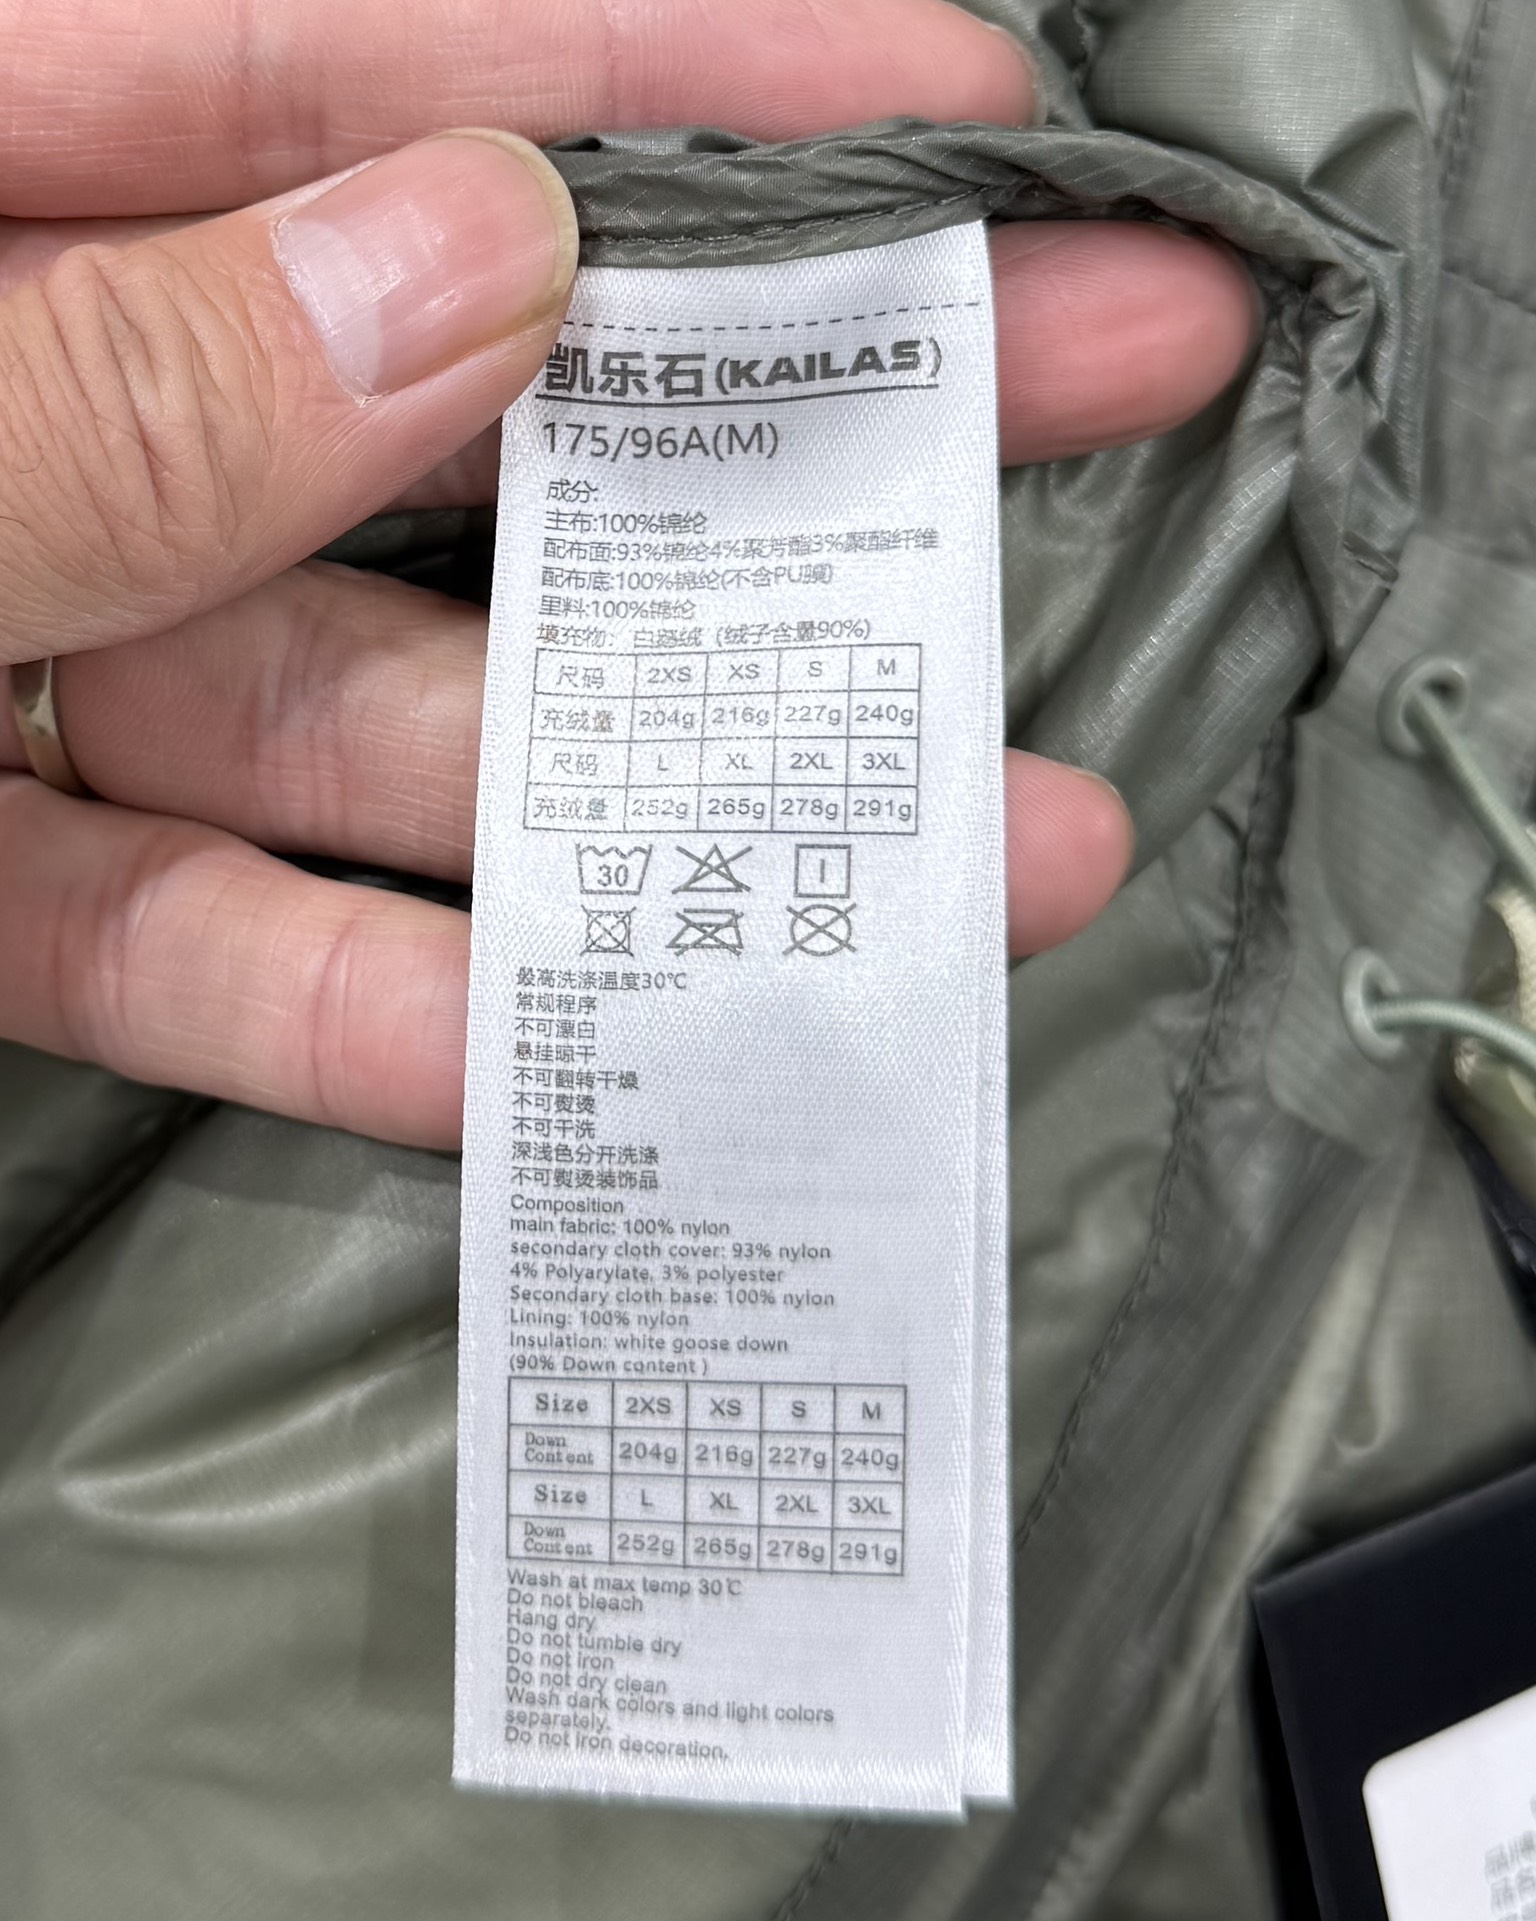 凯乐石(KAILAS)
175/96A(M)
成分:
主布:100%锦纶
配布面:93%锦纶4%聚芳酯3%聚酯纤维
配布底:100%锦纶(不含PU膜)
里料:100%锦纶
填充物: 白鹅绒 (绒子含量90%)
尺码 2XS XS S M
充绒量 204g 216g 227g 240g
尺码 L XL 2XL 3XL
充绒量 252g 265g 278g 291g
30
最高洗涤温度30℃
常规程序
不可漂白
悬挂晾干
不可翻转干燥
不可熨烫
不可干洗
深浅色分开洗涤
不可熨烫装饰品
Composition
main fabric: 100% nylon
secondary cloth cover: 93% nylon
4% Polyarylate, 3% polyester
Secondary cloth base: 100% nylon
Lining: 100% nylon
Insulation: white goose down
(90% Down content )
Size 2XS XS S M
Down Content 204g 216g 227g 240g
Size L XL 2XL 3XL
Down Content 252g 265g 278g 291g
Wash at max temp 30℃
Do not bleach
Hang dry
Do not tumble dry
Do not iron
Do not dry clean
Wash dark colors and light colors
separately.
Do not iron decoration.